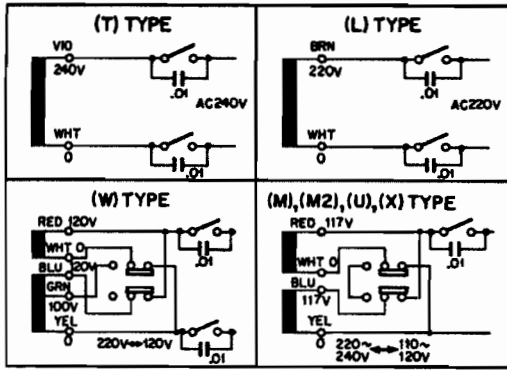 (T) TYPE
VIO
240V
.01
AC240V
WHT
0
.01
(L) TYPE
BRN
220V
.01
AC220V
WHT
0
.01
(W) TYPE
RED 120V
WHT 0
BLU
20V
GRN
100V
YEL
0
220V↔120V
.01
.01
(M),(M2),(U),(X) TYPE
RED 117V
WHT 0
BLU
117V
YEL
0
220~ ↔ 110~
240V 120V
.01